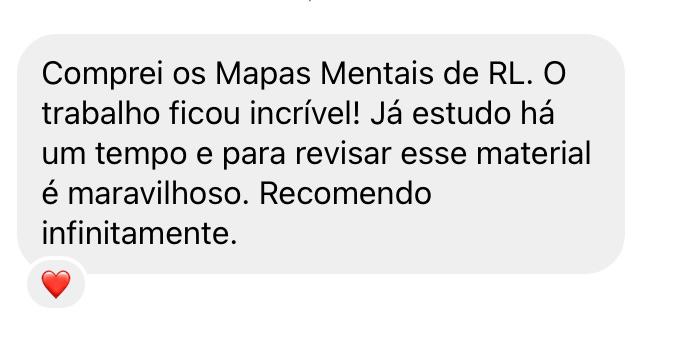 Comprei os Mapas Mentais de RL. O
trabalho ficou incrível! Já estudo há
um tempo e para revisar esse material
é maravilhoso. Recomendo
infinitamente.